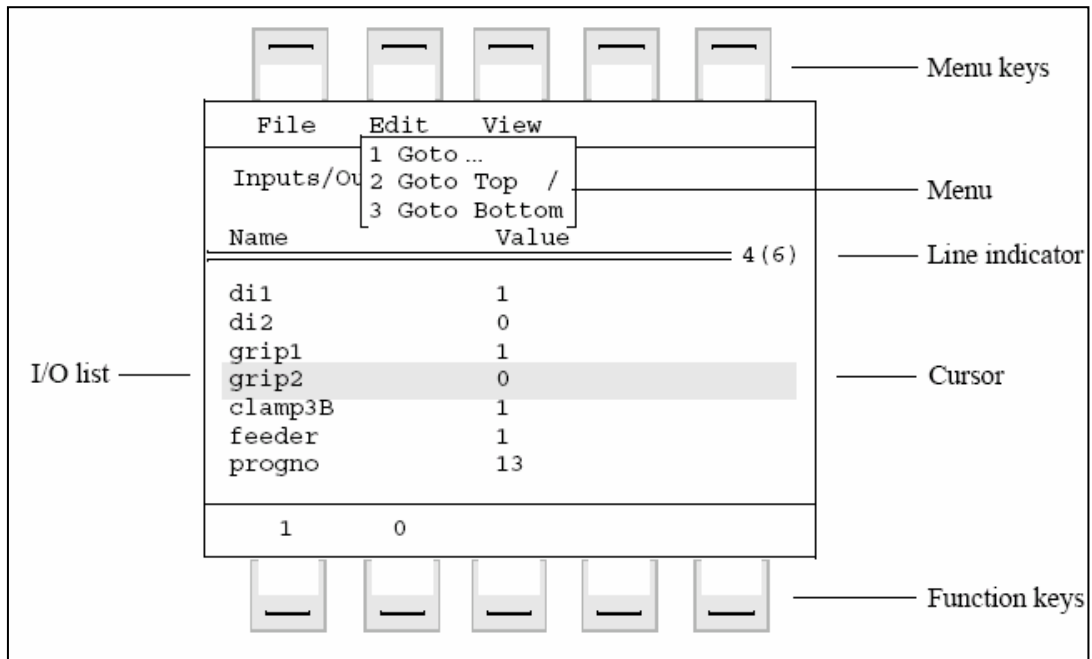 Menu keys
File Edit View
1 Goto ...
Inputs/Ou 2 Goto Top /
Menu
3 Goto Bottom
Name Value
4(6) Line indicator
di1 1
di2 0
grip1 1
I/O list
grip2 0
Cursor
clamp3B 1
feeder 1
progno 13
1 0
Function keys